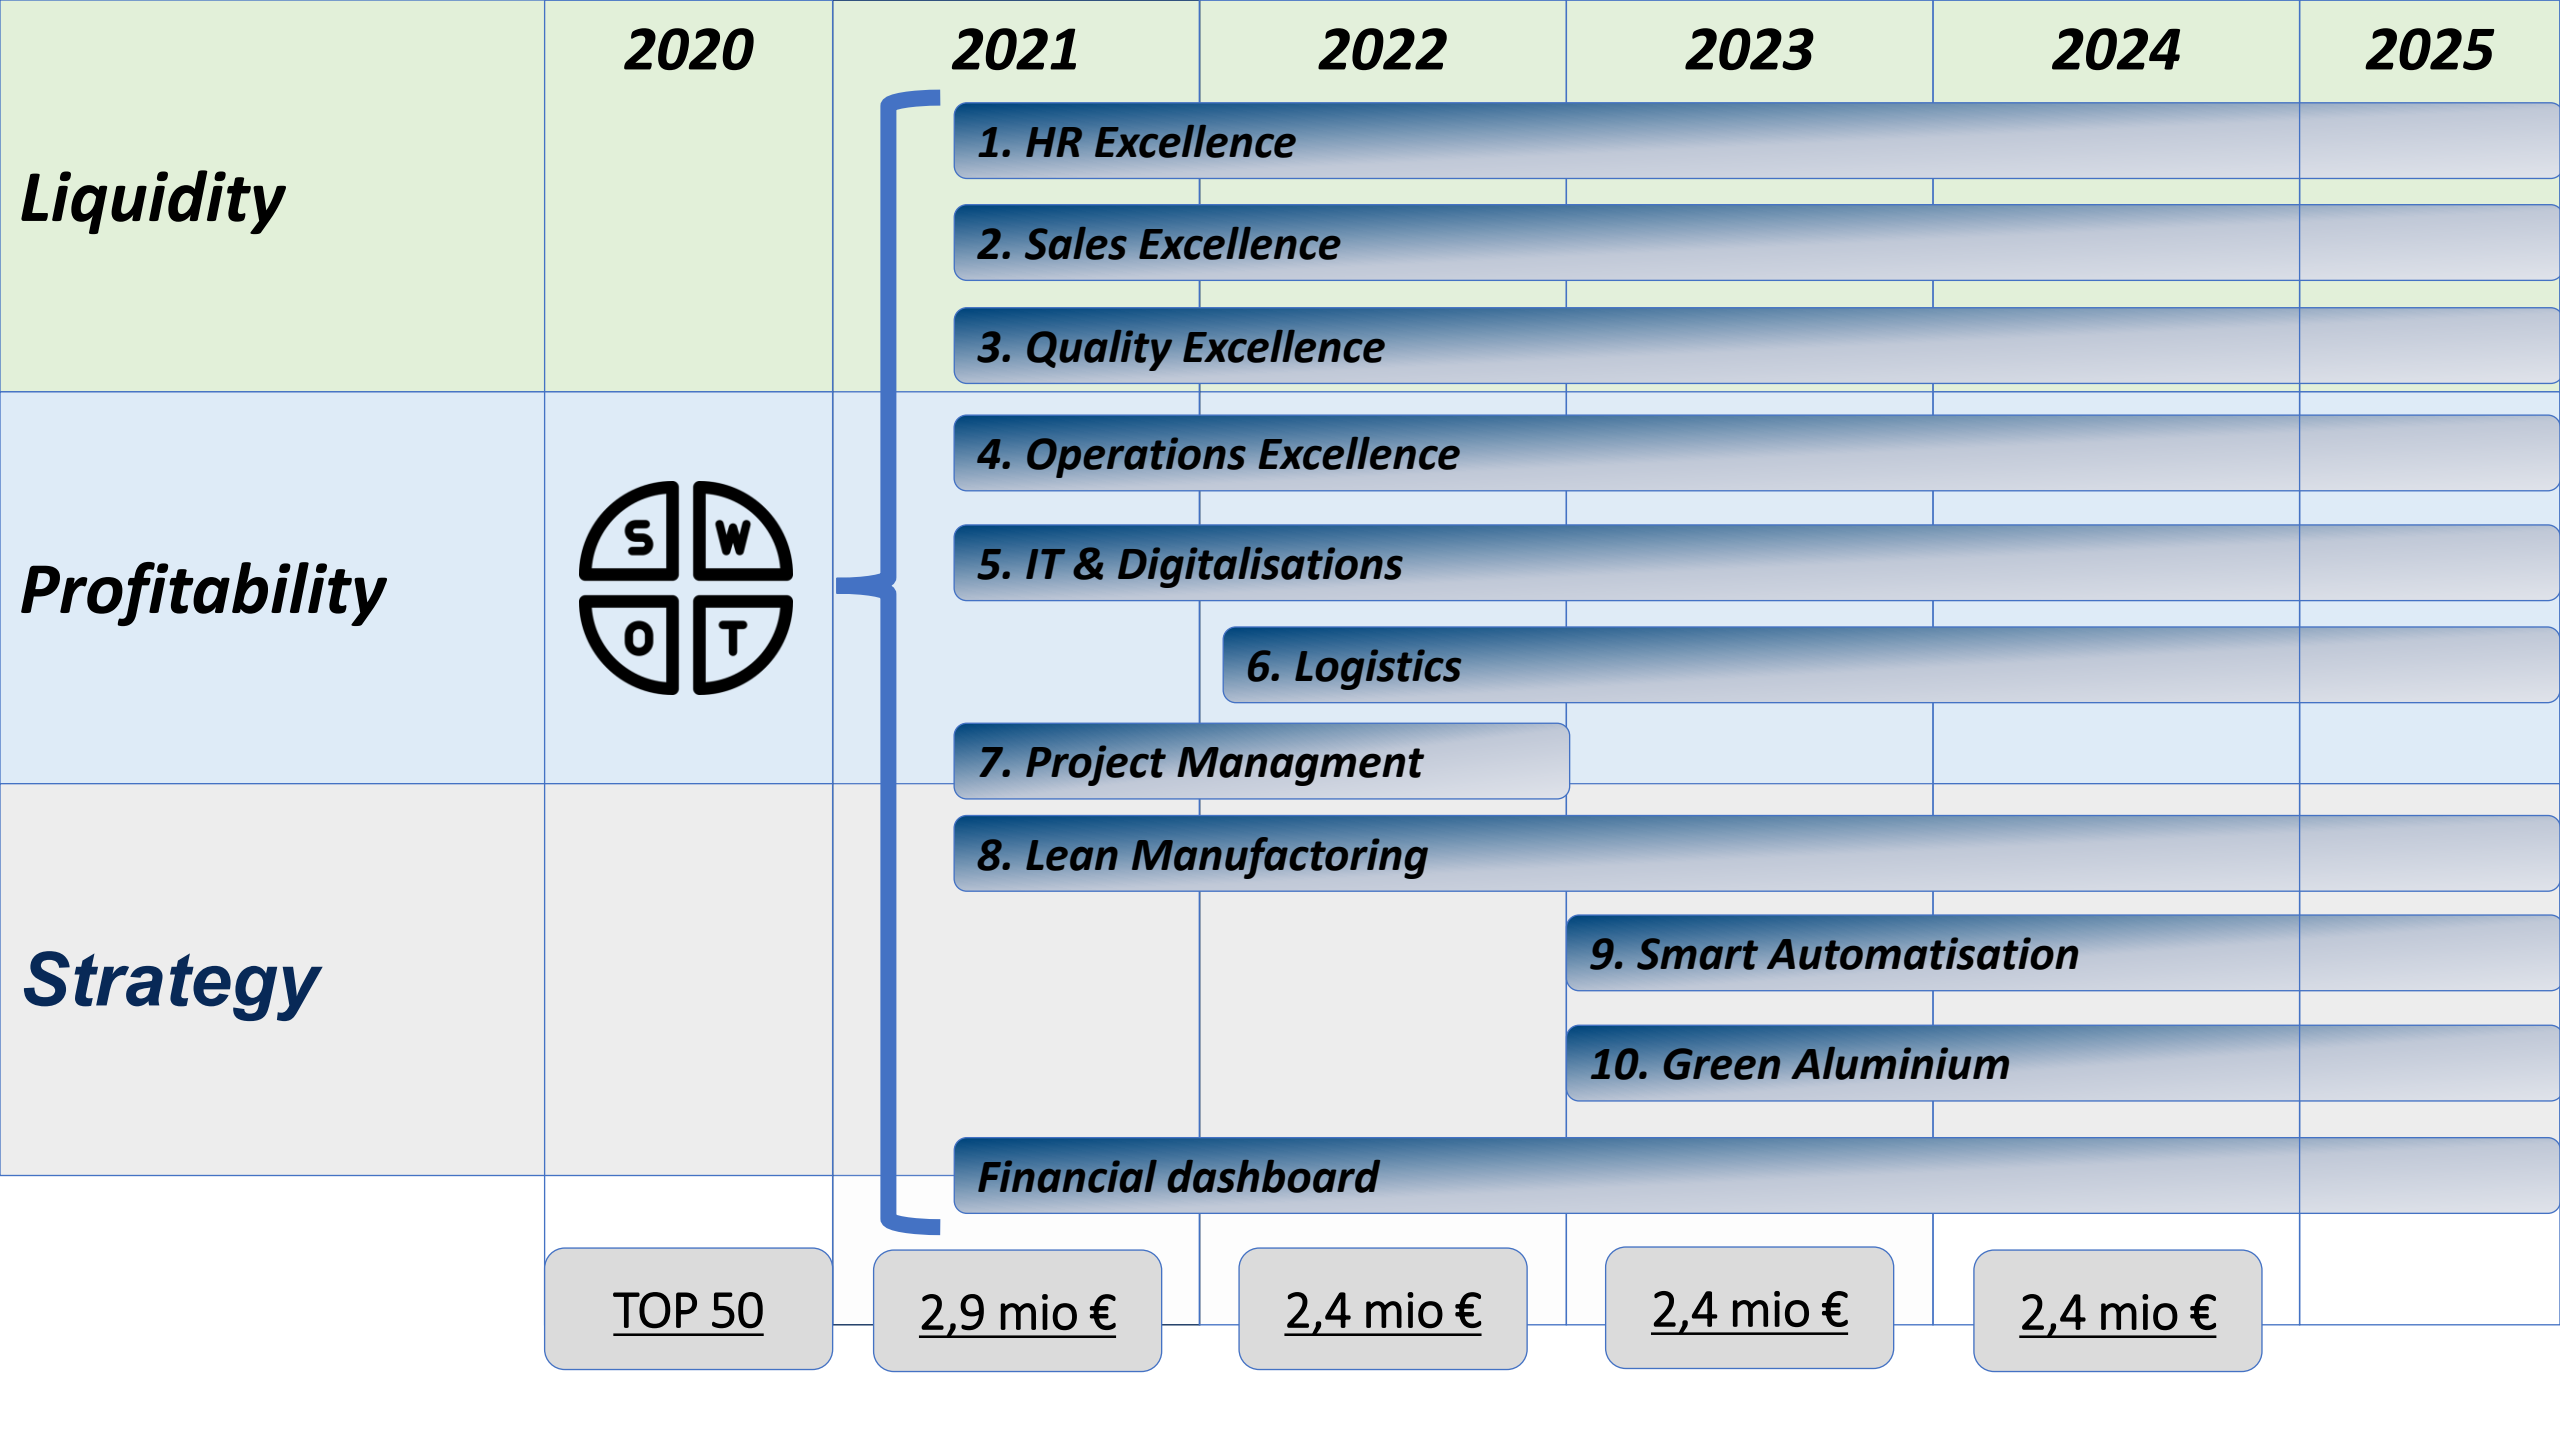 2020 2021 2022 2023 2024 2025
Liquidity
1. HR Excellence
2. Sales Excellence
3. Quality Excellence
Profitability
S W
O T
4. Operations Excellence
5. IT & Digitalisations
6. Logistics
7. Project Managment
Strategy
8. Lean Manufactoring
9. Smart Automatisation
10. Green Aluminium
Financial dashboard
TOP 50 2,9 mio € 2,4 mio € 2,4 mio € 2,4 mio €